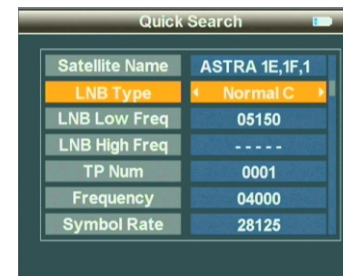 Quick Search
Satellite Name ASTRA 1E,1F,1
LNB Type Normal C
LNB Low Freq 05150
LNB High Freq -----
TP Num 0001
Frequency 04000
Symbol Rate 28125